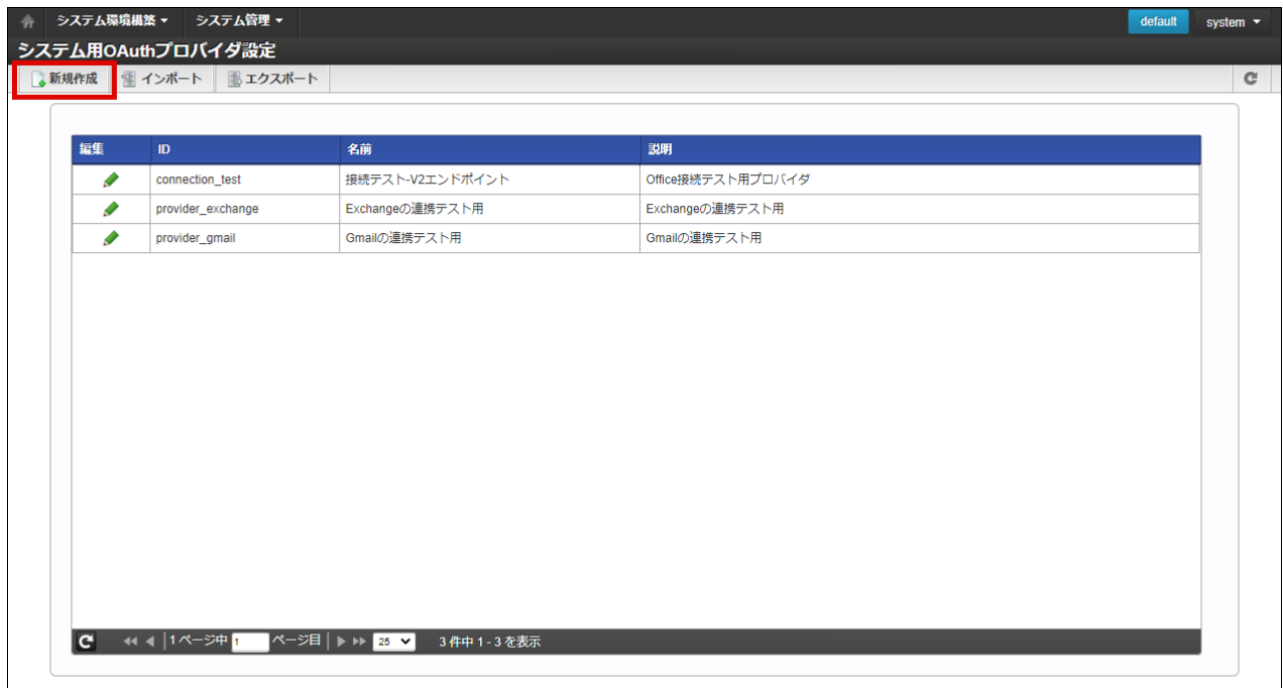 システム環境構築 システム管理 default system
システム用OAuthプロバイダ設定
新規作成 インポート エクスポート
編集 ID 名前 説明
connection_test 接続テスト-V2エンドポイント Office接続テスト用プロバイダ
provider_exchange Exchangeの連携テスト用 Exchangeの連携テスト用
provider_gmail Gmailの連携テスト用 Gmailの連携テスト用
1ページ中 1 ページ目 25 3 件中 1 - 3 を表示